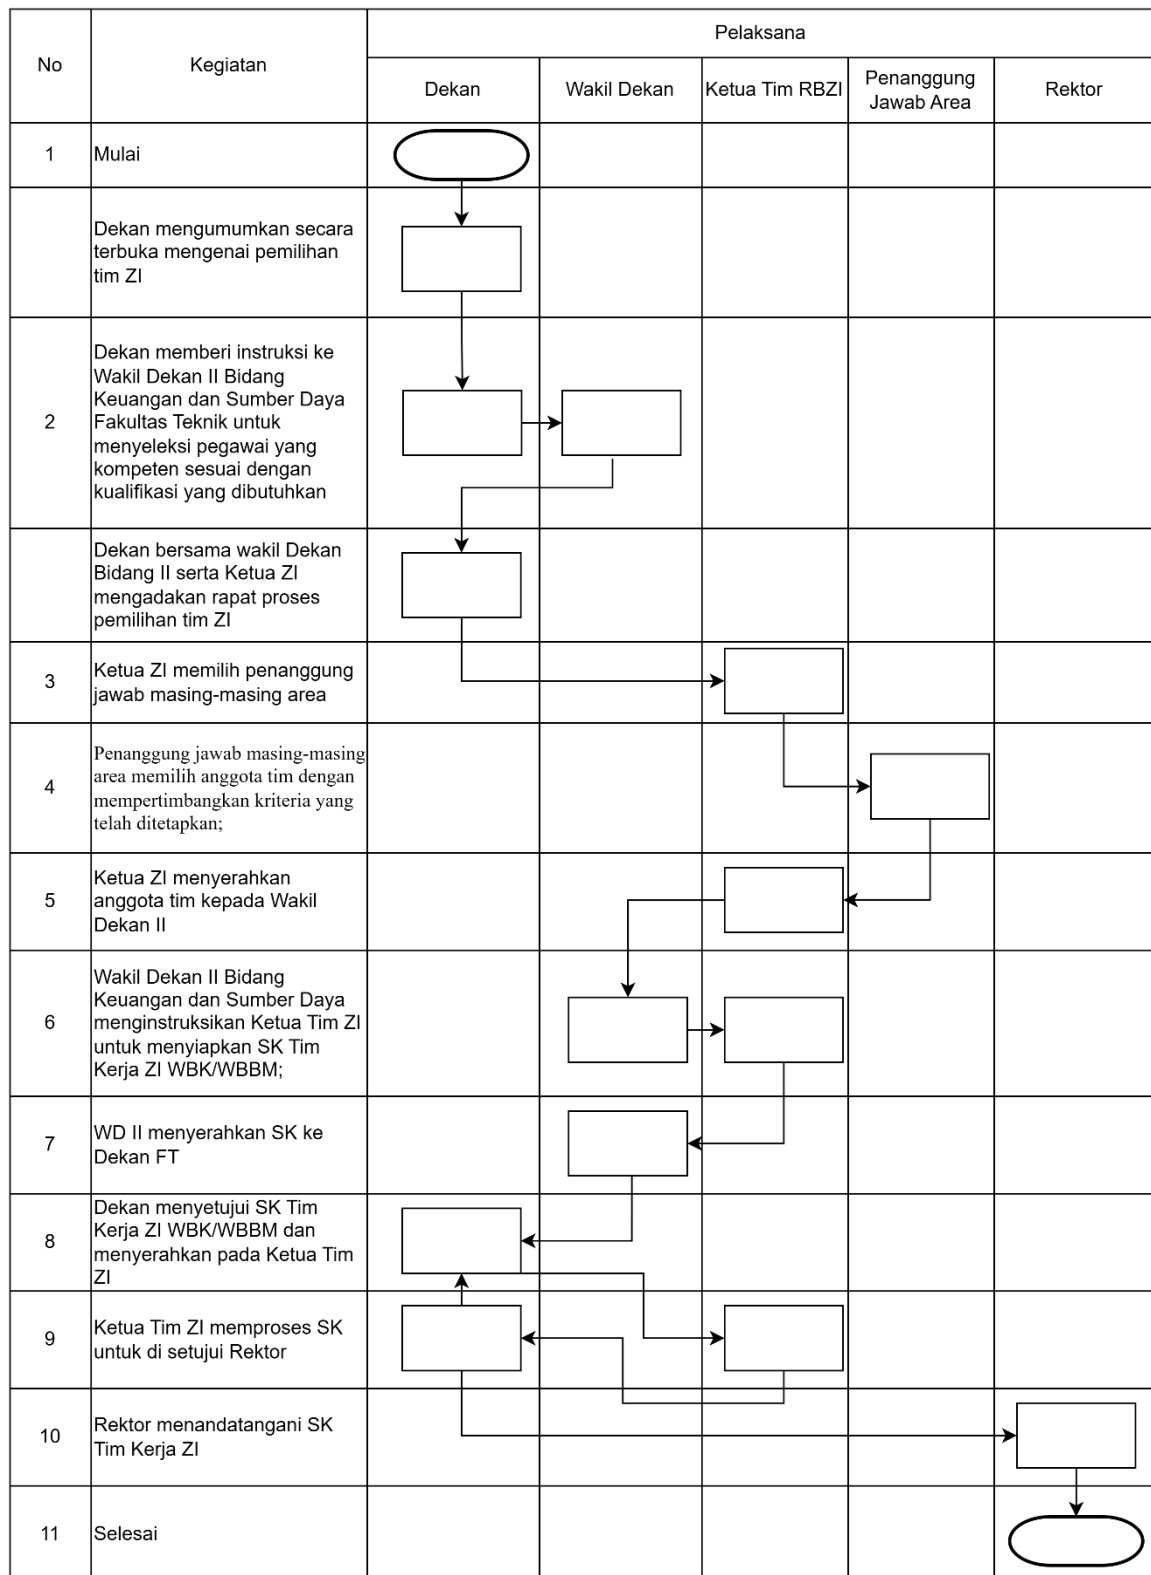 No
Kegiatan
Pelaksana
Dekan
Wakil Dekan
Ketua Tim RBZI
Penanggung
Jawab Area
Rektor
1
Mulai
Dekan mengumumkan secara
terbuka mengenai pemilihan
tim ZI
2
Dekan memberi instruksi ke
Wakil Dekan II Bidang
Keuangan dan Sumber Daya
Fakultas Teknik untuk
menyeleksi pegawai yang
kompeten sesuai dengan
kualifikasi yang dibutuhkan
Dekan bersama wakil Dekan
Bidang II serta Ketua ZI
mengadakan rapat proses
pemilihan tim ZI
3
Ketua ZI memilih penanggung
jawab masing-masing area
4
Penanggung jawab masing-masing
area memilih anggota tim dengan
mempertimbangkan kriteria yang
telah ditetapkan;
5
Ketua ZI menyerahkan
anggota tim kepada Wakil
Dekan II
6
Wakil Dekan II Bidang
Keuangan dan Sumber Daya
menginstruksikan Ketua Tim ZI
untuk menyiapkan SK Tim
Kerja ZI WBK/WBBM;
7
WD II menyerahkan SK ke
Dekan FT
8
Dekan menyetujui SK Tim
Kerja ZI WBK/WBBM dan
menyerahkan pada Ketua Tim
ZI
9
Ketua Tim ZI memproses SK
untuk di setujui Rektor
10
Rektor menandatangani SK
Tim Kerja ZI
11
Selesai